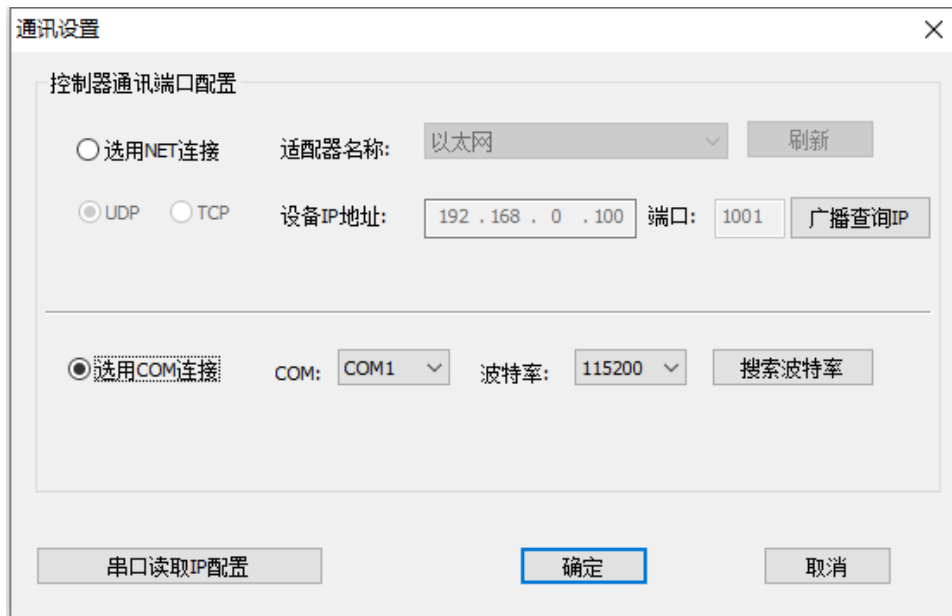 通讯设置
控制器通讯端口配置
选用NET连接 适配器名称: 以太网 刷新
UDP TCP 设备IP地址: 192 . 168 . 0 . 100 端口: 1001 广播查询IP
选用COM连接 COM: COM1 波特率: 115200 搜索波特率
串口读取IP配置 确定 取消